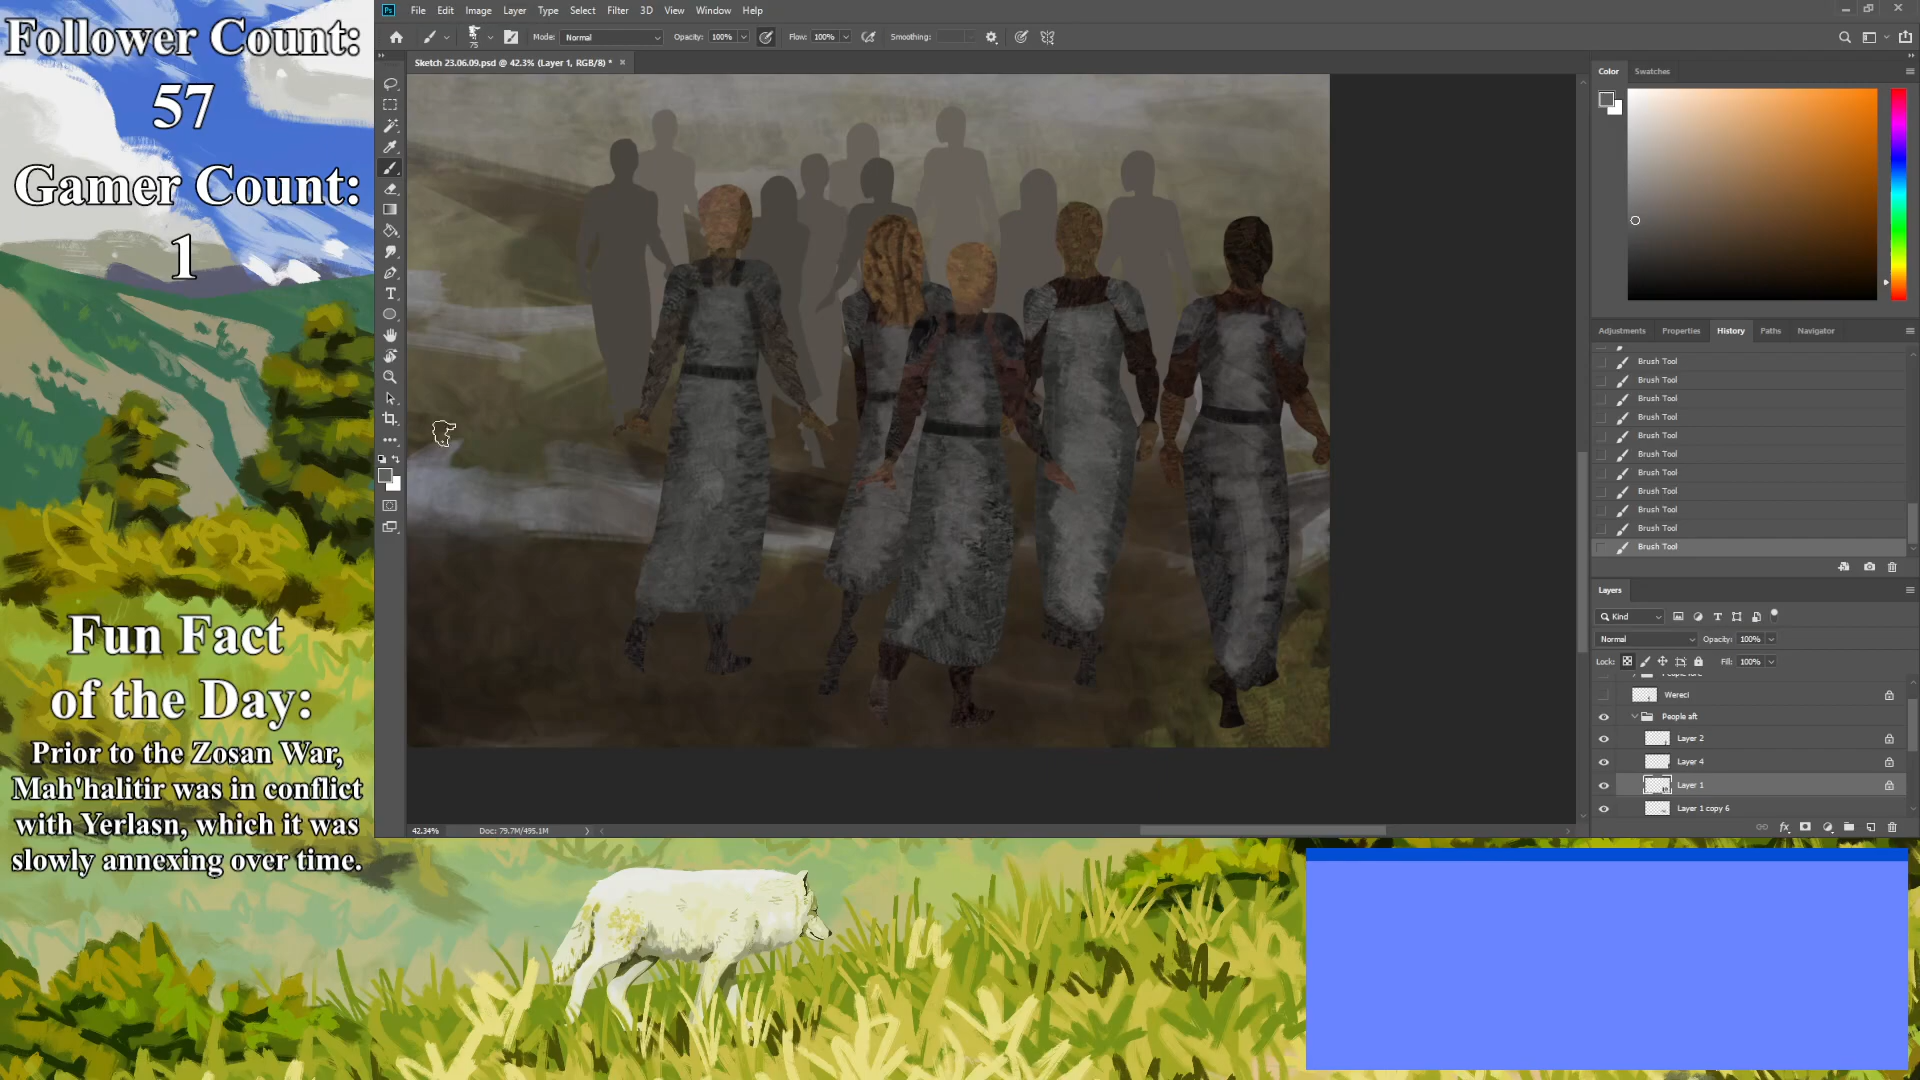 Follower Count:
57
Gamer Count:
1
Fun Fact
of the Day:
Prior to the Zosan War,
Mah'halitir was in conflict
with Yerlasn, which it was
slowly annexing over time.
Ps File Edit Image Layer Type Select Filter 3D View Window Help
75 Mode: Normal Opacity: 100% Flow: 100% Smoothing:
Sketch 23.06.09.psd @ 42.3% (Layer 1, RGB/8) *
42.34% Doc: 79.7M/495.1M
Color Swatches
Adjustments Properties History Paths Navigator
Brush Tool
Brush Tool
Brush Tool
Brush Tool
Brush Tool
Brush Tool
Brush Tool
Brush Tool
Brush Tool
Brush Tool
Brush Tool
Layers
Kind
Normal Opacity: 100%
Lock: Fill: 100%
Wereci
People aft
Layer 2
Layer 4
Layer 1
Layer 1 copy 6